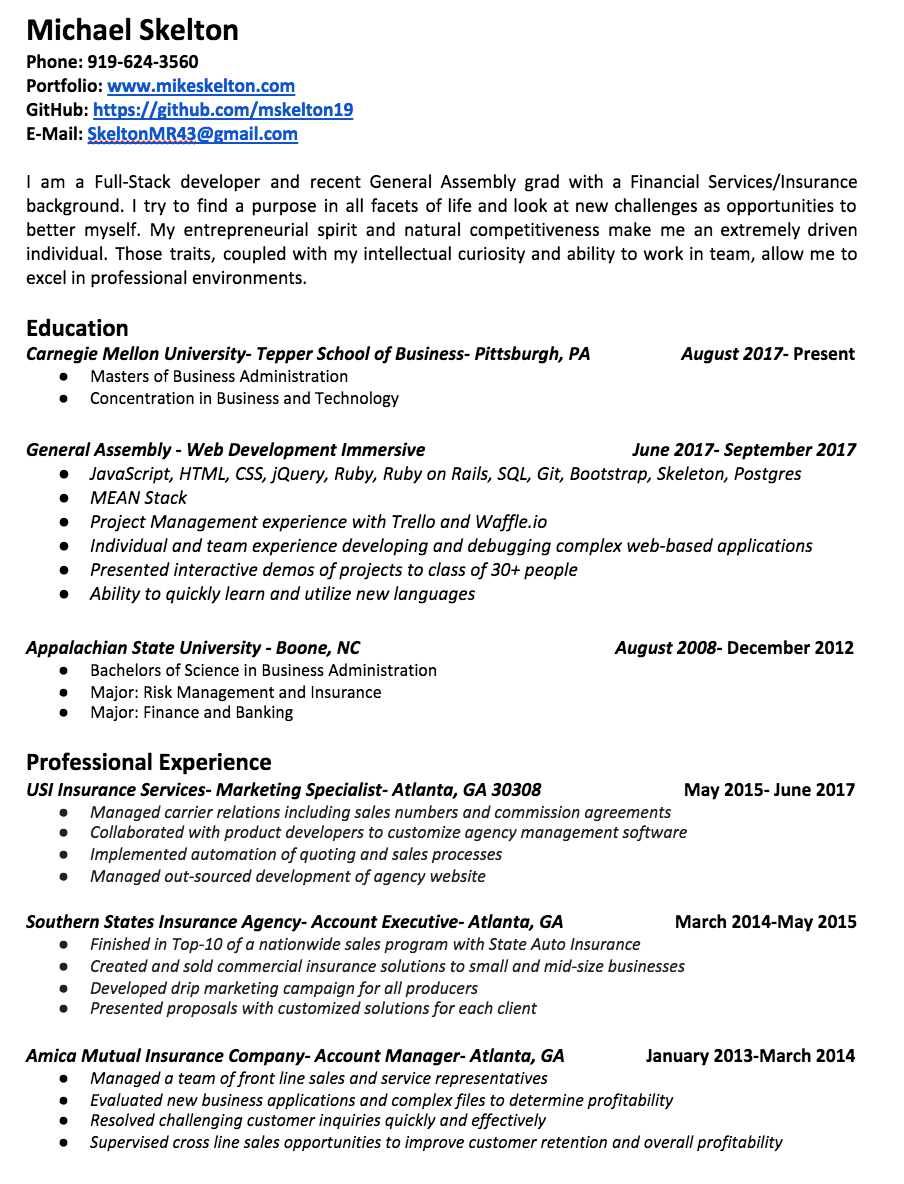 Michael Skelton
Phone: 919-624-3560
Portfolio: www.mikeskelton.com
GitHub: https://github.com/mskelton19
E-Mail: SkeltonMR43@gmail.com
I am a Full-Stack developer and recent General Assembly grad with a Financial Services/Insurance
background. I try to find a purpose in all facets of life and look at new challenges as opportunities to
better myself. My entrepreneurial spirit and natural competitiveness make me an extremely driven
individual. Those traits, coupled with my intellectual curiosity and ability to work in team, allow me to
excel in professional environments.
Education
Carnegie Mellon University- Tepper School of Business- Pittsburgh, PA August 2017- Present
● Masters of Business Administration
● Concentration in Business and Technology
General Assembly - Web Development Immersive June 2017- September 2017
● JavaScript, HTML, CSS, jQuery, Ruby, Ruby on Rails, SQL, Git, Bootstrap, Skeleton, Postgres
● MEAN Stack
● Project Management experience with Trello and Waffle.io
● Individual and team experience developing and debugging complex web-based applications
● Presented interactive demos of projects to class of 30+ people
● Ability to quickly learn and utilize new languages
Appalachian State University - Boone, NC August 2008- December 2012
● Bachelors of Science in Business Administration
● Major: Risk Management and Insurance
● Major: Finance and Banking
Professional Experience
USI Insurance Services- Marketing Specialist- Atlanta, GA 30308 May 2015- June 2017
● Managed carrier relations including sales numbers and commission agreements
● Collaborated with product developers to customize agency management software
● Implemented automation of quoting and sales processes
● Managed out-sourced development of agency website
Southern States Insurance Agency- Account Executive- Atlanta, GA March 2014-May 2015
● Finished in Top-10 of a nationwide sales program with State Auto Insurance
● Created and sold commercial insurance solutions to small and mid-size businesses
● Developed drip marketing campaign for all producers
● Presented proposals with customized solutions for each client
Amica Mutual Insurance Company- Account Manager- Atlanta, GA January 2013-March 2014
● Managed a team of front line sales and service representatives
● Evaluated new business applications and complex files to determine profitability
● Resolved challenging customer inquiries quickly and effectively
● Supervised cross line sales opportunities to improve customer retention and overall profitability